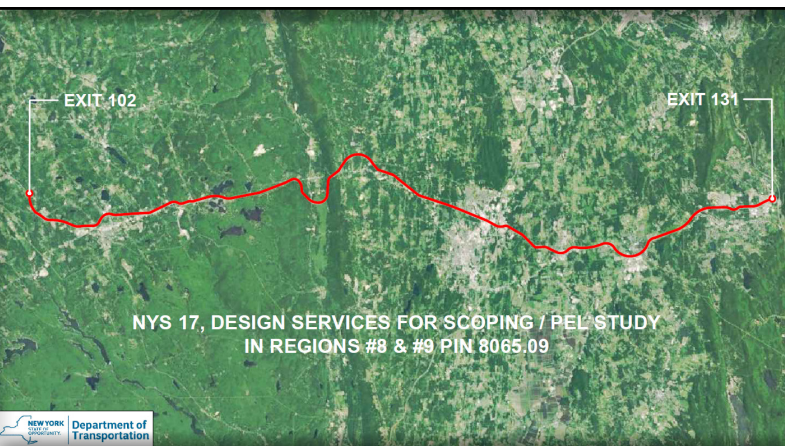 EXIT 102
EXIT 131
NYS 17, DESIGN SERVICES FOR SCOPING / PEL STUDY
IN REGIONS #8 & #9 PIN 8065.09
NEW YORK
STATE OF
OPPORTUNITY.
Department of
Transportation